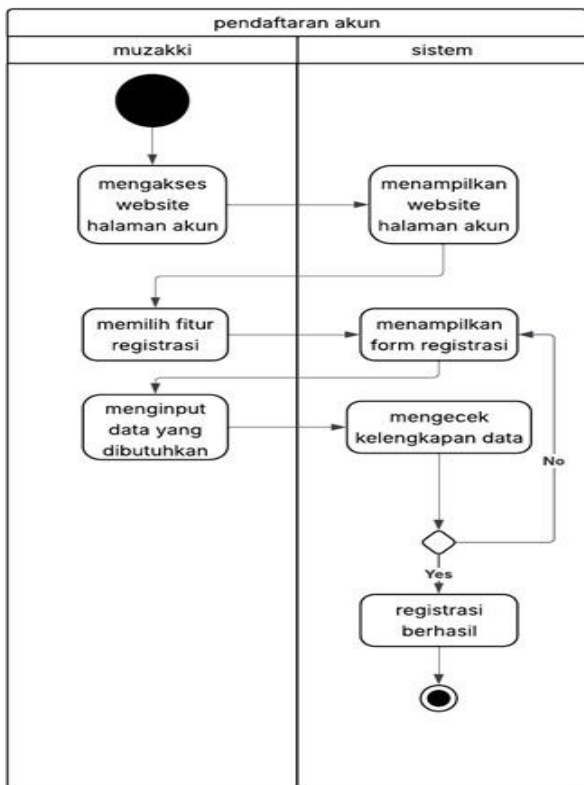 pendaftaran akun
muzakki
sistem
mengakses
website
halaman akun
menampilkan
website
halaman akun
memilih fitur
registrasi
menampilkan
form registrasi
menginput
data yang
dibutuhkan
mengecek
kelengkapan data
No
Yes
registrasi
berhasil